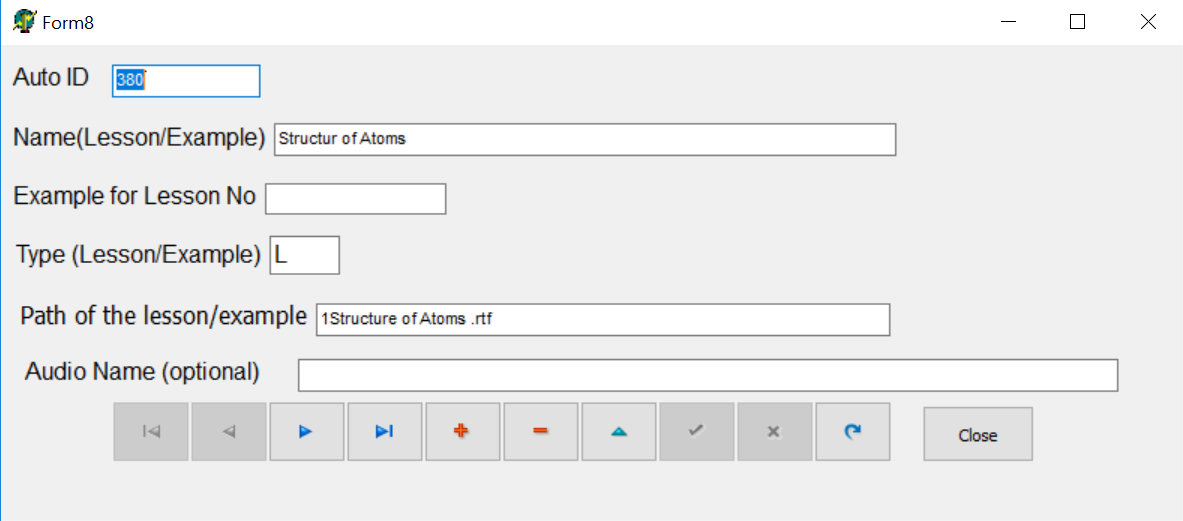 Form8
Auto ID 380
Name(Lesson/Example) Structur of Atoms
Example for Lesson No
Type (Lesson/Example) L
Path of the lesson/example 1Structure of Atoms .rtf
Audio Name (optional)
Close